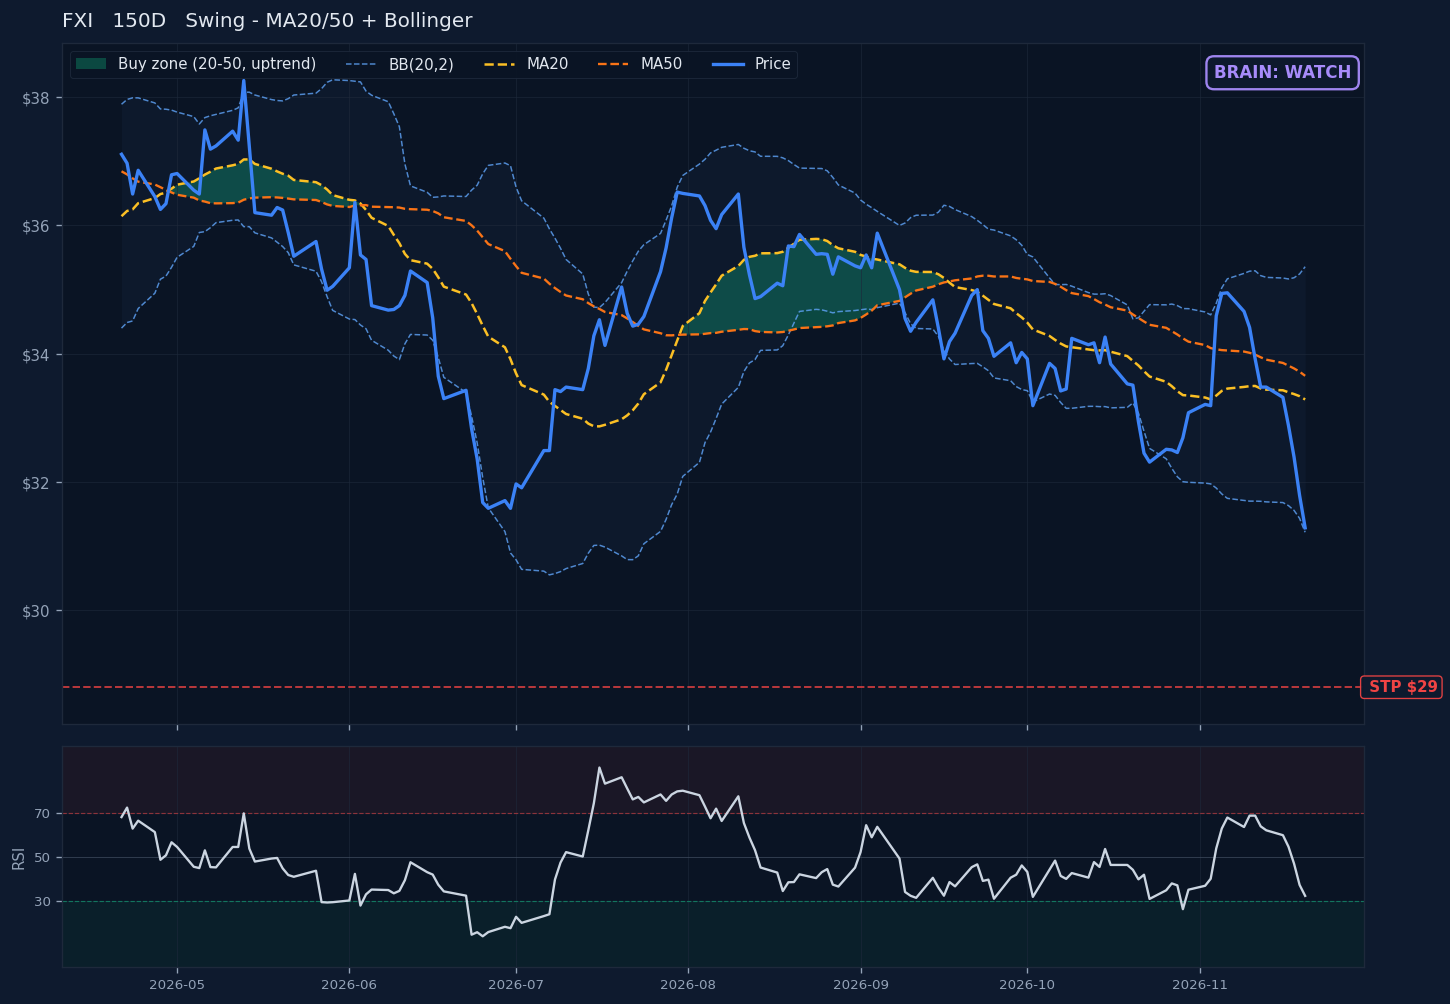 FXI   150D   Swing - MA20/50 + Bollinger
Buy zone (20-50, uptrend)   BB(20,2)   MA20   MA50   Price
BRAIN: WATCH
$38
$36
$34
$32
$30
STP $29
RSI
70
50
30
2026-05   2026-06   2026-07   2026-08   2026-09   2026-10   2026-11